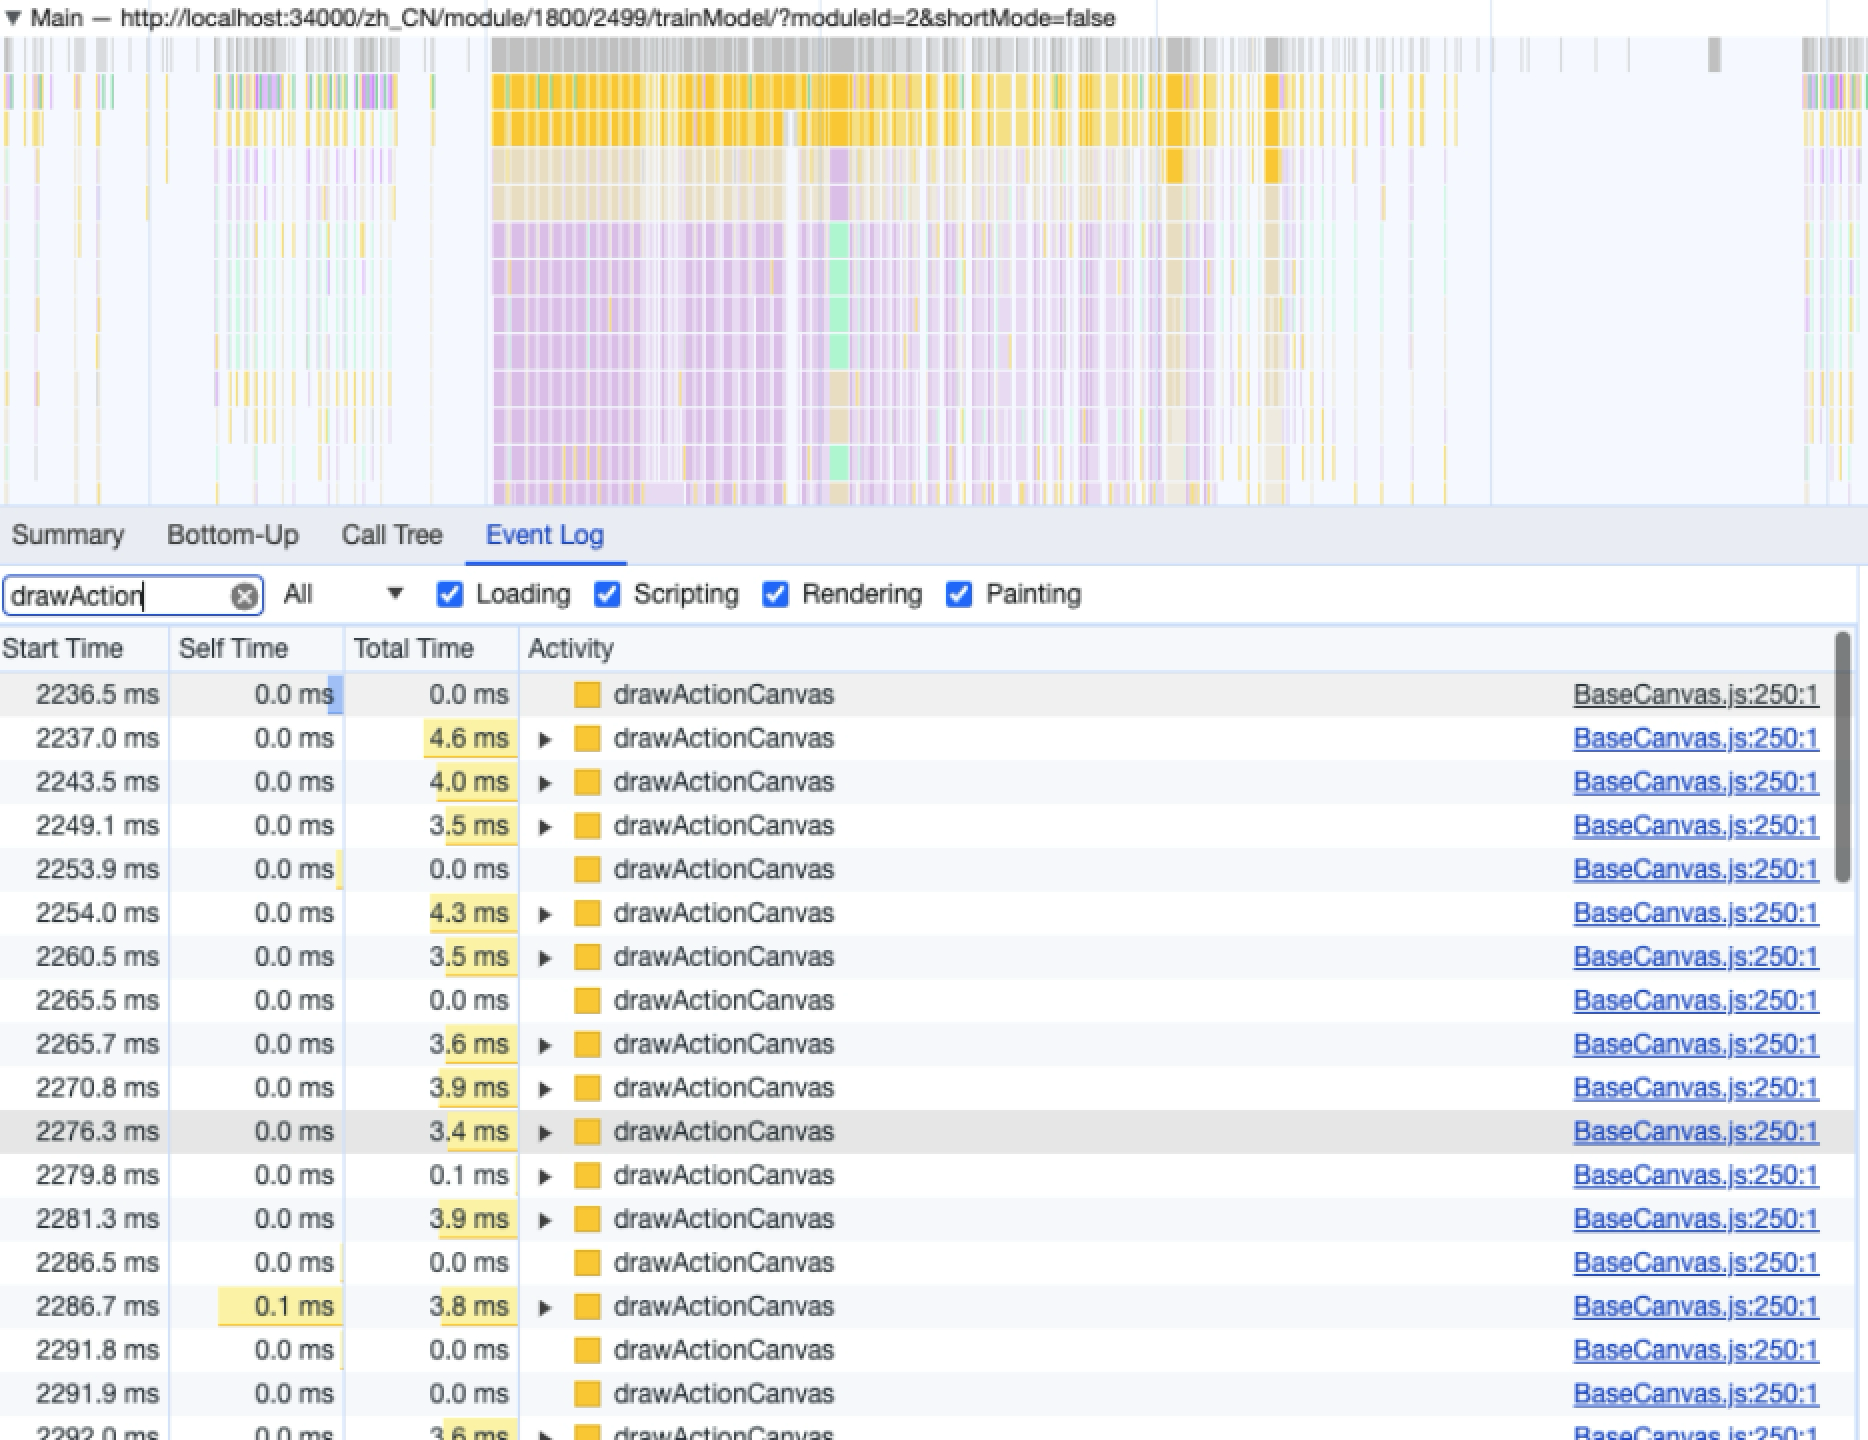 ▼ Main — http://localhost:34000/zh_CN/module/1800/2499/trainModel/?moduleId=2&shortMode=false
Summary Bottom-Up Call Tree Event Log
drawAction All ▼ Loading Scripting Rendering Painting
Start Time Self Time Total Time Activity
2236.5 ms 0.0 ms 0.0 ms drawActionCanvas BaseCanvas.js:250:1
2237.0 ms 0.0 ms 4.6 ms ▶ drawActionCanvas BaseCanvas.js:250:1
2243.5 ms 0.0 ms 4.0 ms ▶ drawActionCanvas BaseCanvas.js:250:1
2249.1 ms 0.0 ms 3.5 ms ▶ drawActionCanvas BaseCanvas.js:250:1
2253.9 ms 0.0 ms 0.0 ms drawActionCanvas BaseCanvas.js:250:1
2254.0 ms 0.0 ms 4.3 ms ▶ drawActionCanvas BaseCanvas.js:250:1
2260.5 ms 0.0 ms 3.5 ms ▶ drawActionCanvas BaseCanvas.js:250:1
2265.5 ms 0.0 ms 0.0 ms drawActionCanvas BaseCanvas.js:250:1
2265.7 ms 0.0 ms 3.6 ms ▶ drawActionCanvas BaseCanvas.js:250:1
2270.8 ms 0.0 ms 3.9 ms ▶ drawActionCanvas BaseCanvas.js:250:1
2276.3 ms 0.0 ms 3.4 ms ▶ drawActionCanvas BaseCanvas.js:250:1
2279.8 ms 0.0 ms 0.1 ms ▶ drawActionCanvas BaseCanvas.js:250:1
2281.3 ms 0.0 ms 3.9 ms ▶ drawActionCanvas BaseCanvas.js:250:1
2286.5 ms 0.0 ms 0.0 ms drawActionCanvas BaseCanvas.js:250:1
2286.7 ms 0.1 ms 3.8 ms ▶ drawActionCanvas BaseCanvas.js:250:1
2291.8 ms 0.0 ms 0.0 ms drawActionCanvas BaseCanvas.js:250:1
2291.9 ms 0.0 ms 0.0 ms drawActionCanvas BaseCanvas.js:250:1
2292.0 ms 0.0 ms 3.6 ms ▶ drawActionCanvas BaseCanvas.js:250:1